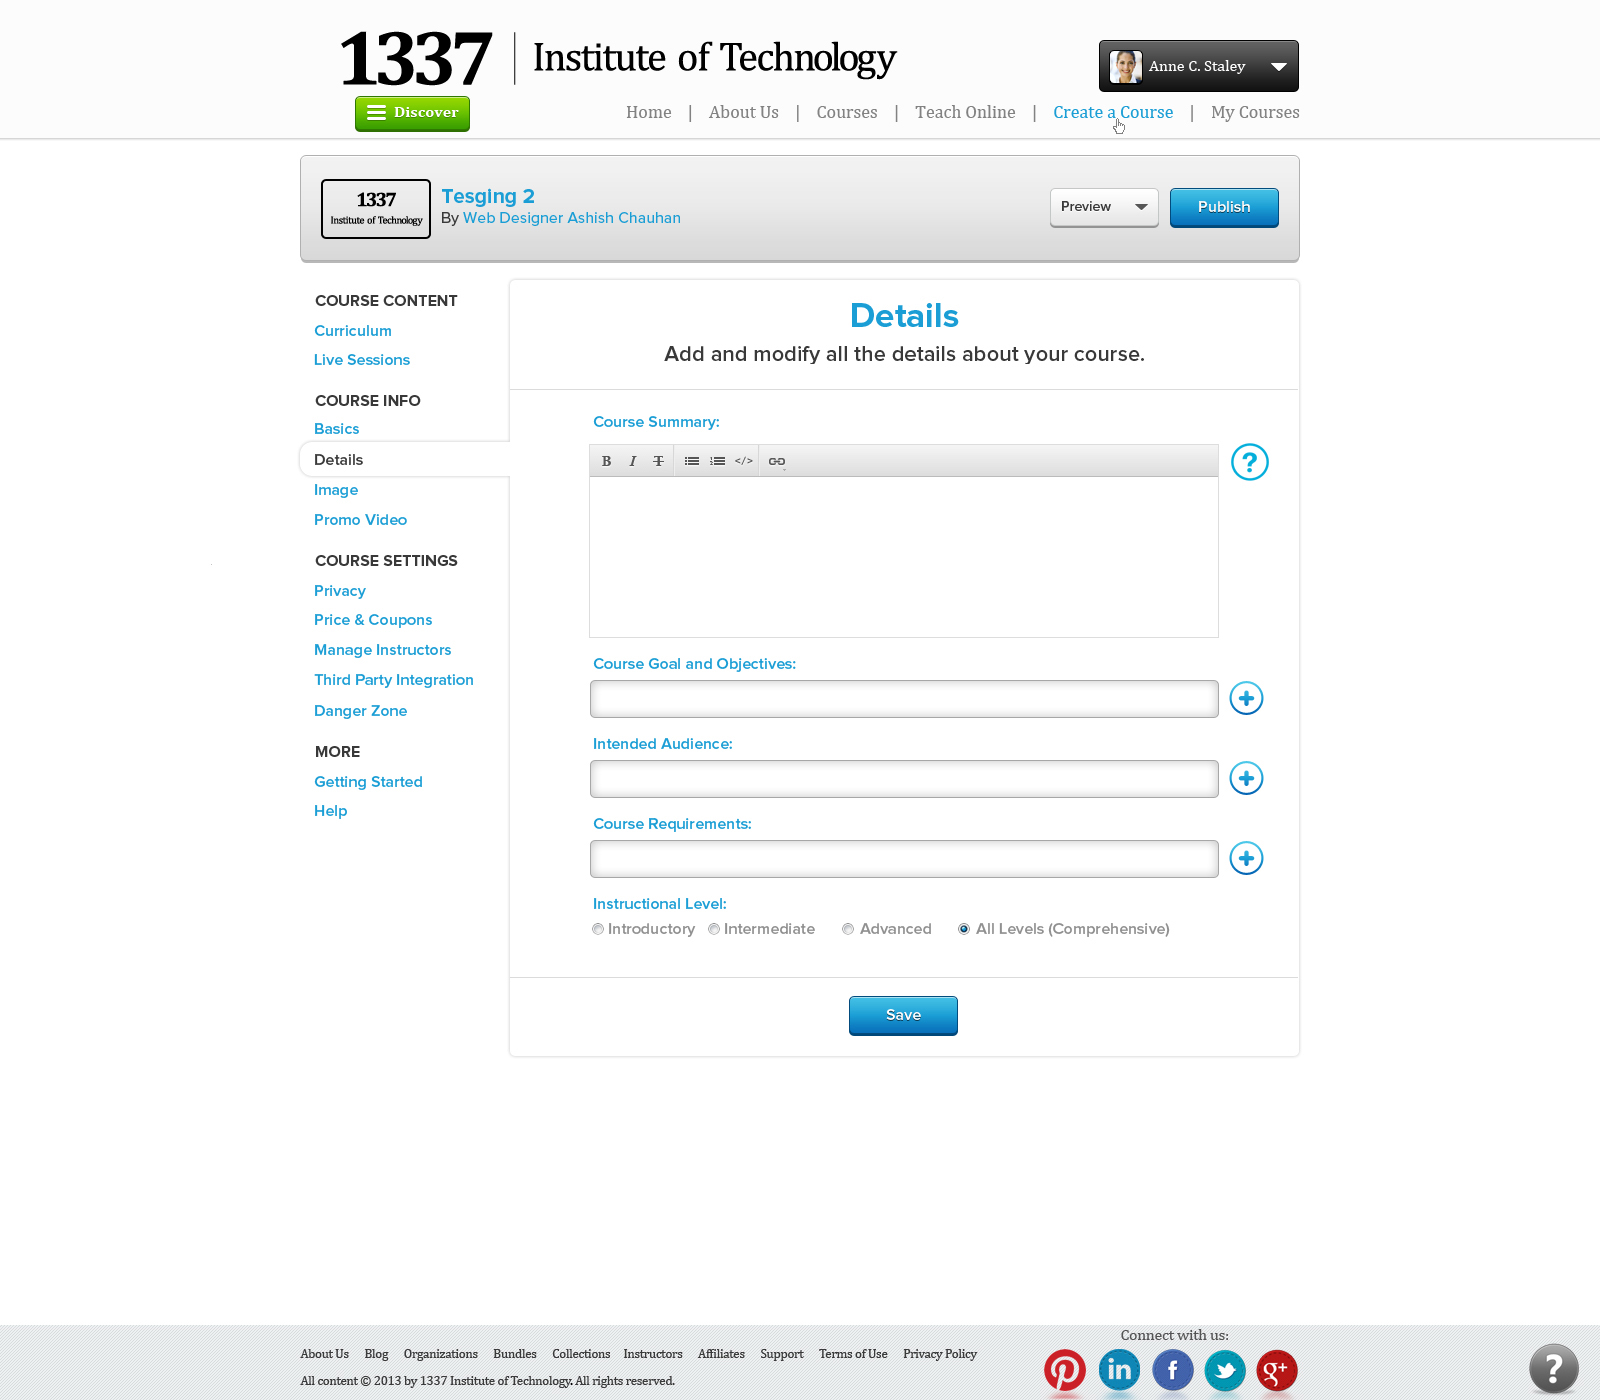 1337 | Institute of Technology
Anne C. Staley
Discover
Home | About Us | Courses | Teach Online | Create a Course | My Courses
1337
Institute of Technology
Tesging 2
By Web Designer Ashish Chauhan
Preview
Publish
COURSE CONTENT
Curriculum
Live Sessions
COURSE INFO
Basics
Details
Image
Promo Video
COURSE SETTINGS
Privacy
Price & Coupons
Manage Instructors
Third Party Integration
Danger Zone
MORE
Getting Started
Help
Details
Add and modify all the details about your course.
Course Summary:
B I T </>
?
Course Goal and Objectives:
Intended Audience:
Course Requirements:
Instructional Level:
Introductory Intermediate Advanced All Levels (Comprehensive)
Save
About Us Blog Organizations Bundles Collections Instructors Affiliates Support Terms of Use Privacy Policy
All content © 2013 by 1337 Institute of Technology. All rights reserved.
Connect with us:
in f g+
?